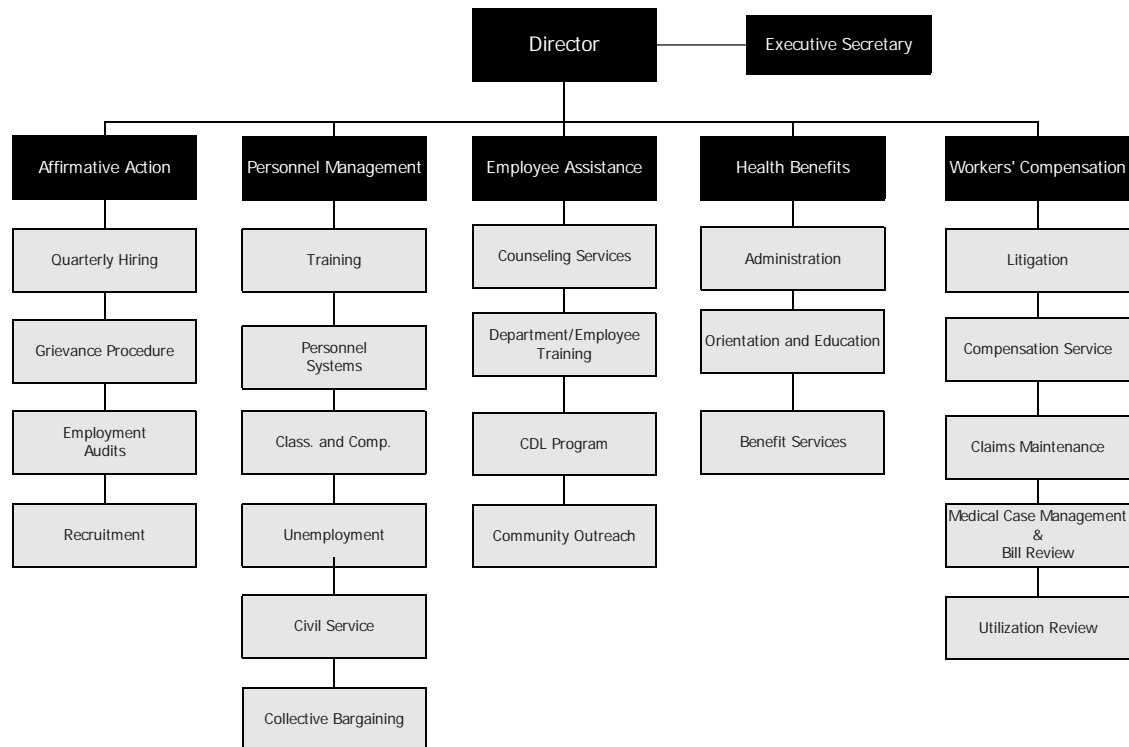 Director
Executive Secretary
Affirmative Action
Personnel Management
Employee Assistance
Health Benefits
Workers' Compensation
Quarterly Hiring
Grievance Procedure
Employment
Audits
Recruitment
Training
Personnel
Systems
Class. and Comp.
Unemployment
Civil Service
Collective Bargaining
Counseling Services
Department/Employee
Training
CDL Program
Community Outreach
Administration
Orientation and Education
Benefit Services
Litigation
Compensation Service
Claims Maintenance
Medical Case Management
&
Bill Review
Utilization Review